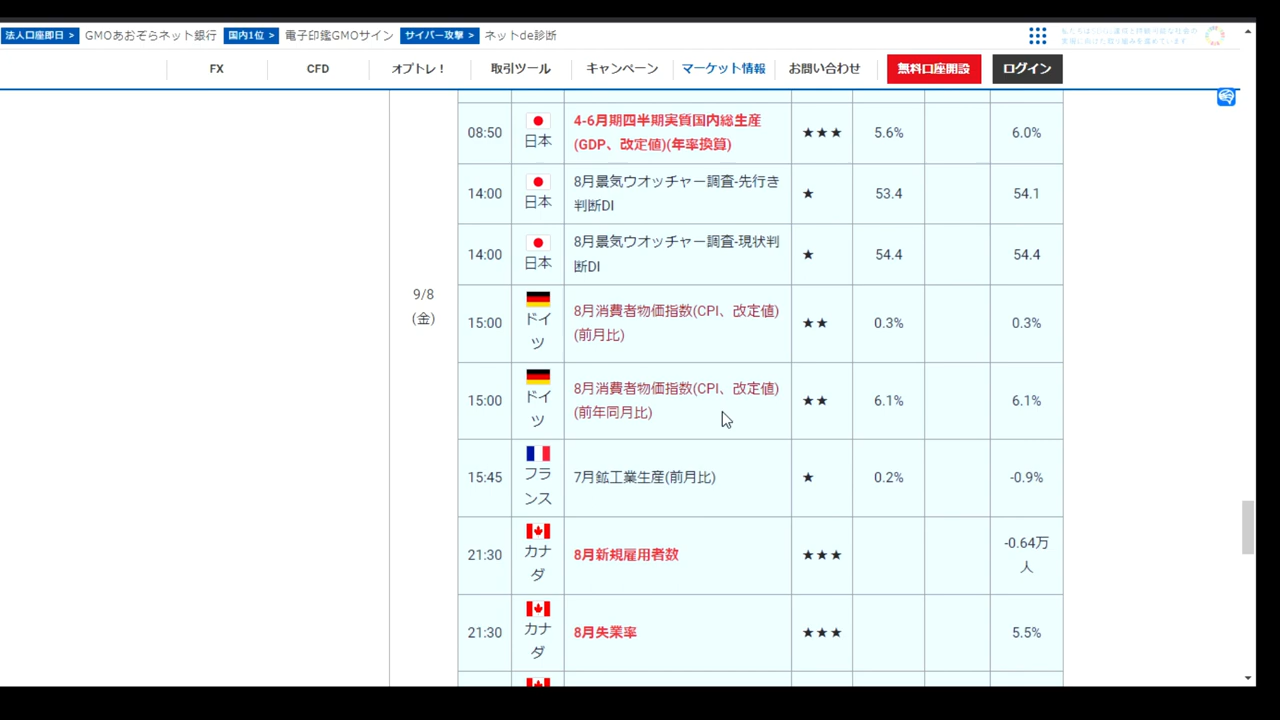 法人口座即日 > GMOあおぞらネット銀行 国内1位 > 電子印鑑GMOサイン サイバー攻撃 > ネットde診断
FX CFD オプトレ! 取引ツール キャンペーン マーケット情報 お問い合わせ 無料口座開設 ログイン
9/8
(金)
08:50 日本 4-6月期四半期実質国内総生産 ★★★ 5.6% 6.0%
(GDP、改定値)(年率換算)
14:00 日本 8月景気ウオッチャー調査-先行き ★ 53.4 54.1
判断DI
14:00 日本 8月景気ウオッチャー調査-現状判 ★ 54.4 54.4
断DI
15:00 ドイ 8月消費者物価指数(CPI、改定値) ★★ 0.3% 0.3%
ツ (前月比)
15:00 ドイ 8月消費者物価指数(CPI、改定値) ★★ 6.1% 6.1%
ツ (前年同月比)
15:45 フラ 7月鉱工業生産(前月比) ★ 0.2% -0.9%
ンス
21:30 カナ 8月新規雇用者数 ★★★ -0.64万
ダ 人
21:30 カナ 8月失業率 ★★★ 5.5%
ダ